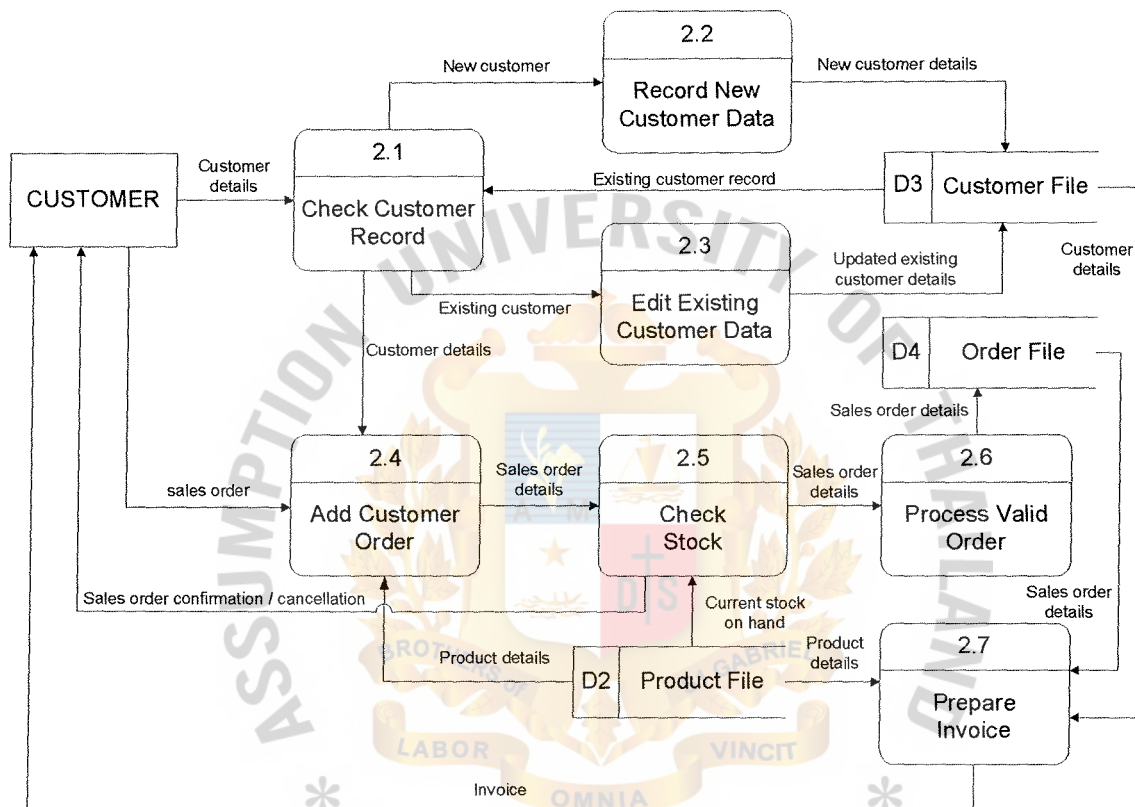 2.2
New customer
New customer details
Record New
Customer Data
2.1
Customer
details
Existing customer record
D3
Customer File
CUSTOMER
Check Customer
Record
2.3
Updated existing
customer details
Customer
details
Existing customer
Edit Existing
Customer Data
Customer details
D4
Order File
Sales order details
2.4
2.5
2.6
Sales order
details
Sales order
details
sales order
Add Customer
Order
Check
Stock
Process Valid
Order
Sales order confirmation / cancellation
Current stock
on hand
Sales order
details
2.7
Product details
D2
Product File
Product
details
Prepare
Invoice
Invoice
ASSUMPTION UNIVERSITY OF THAILAND
A M
D S
BROTHERS of
St GABRIEL
LABOR
OMNIA
VINCIT
*
*